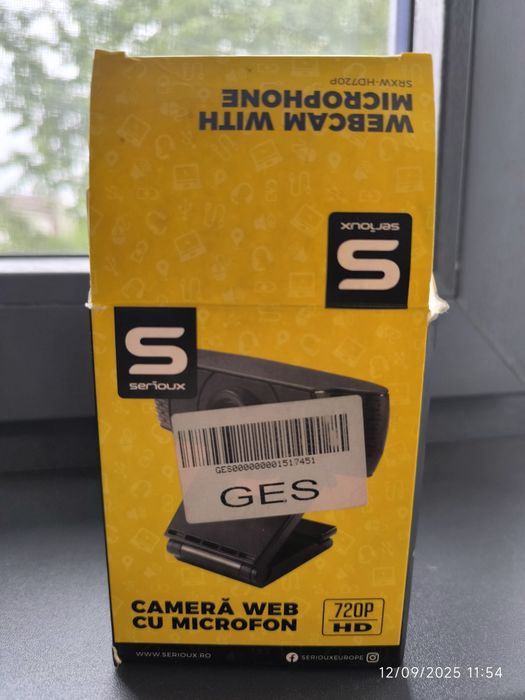 SRXW-HD720P
WEBCAM WITH
MICROPHONE
serioux
S
S
serioux
GES000000001517451
GES
CAMERĂ WEB
CU MICROFON
720P
HD
WWW.SERIOUX.RO
SERIOUXEUROPE
12/09/2025 11:54